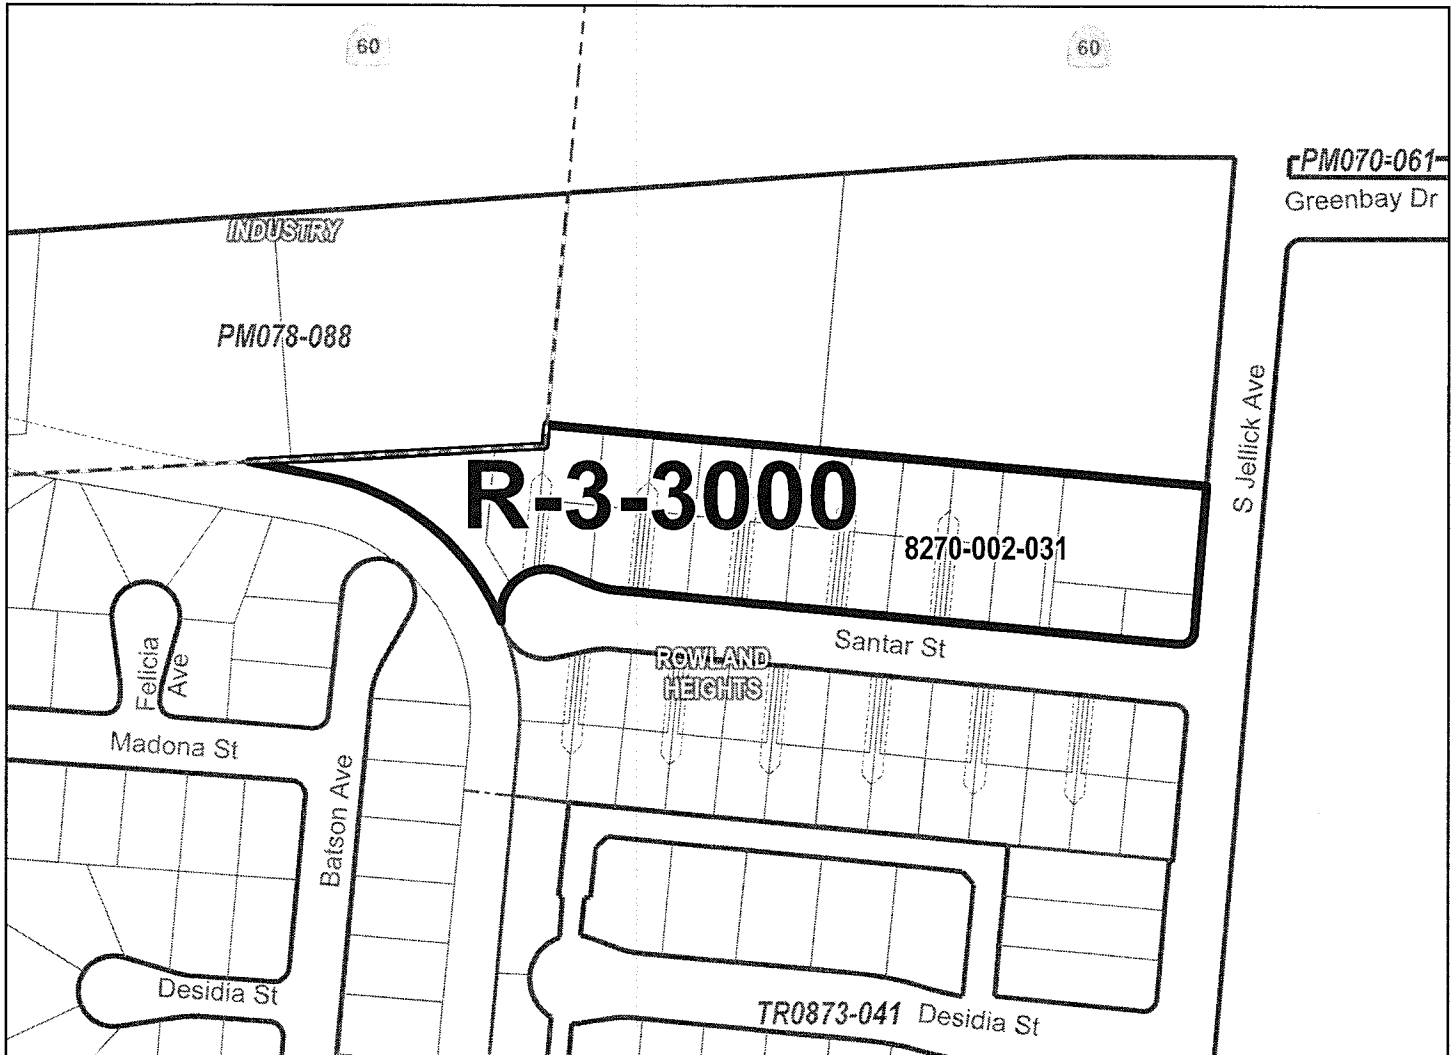 60
60
PM070-061
Greenbay Dr
INDUSTRY
PM078-088
S Jellick Ave
R-3-3000
8270-002-031
Santar St
ROWLAND
HEIGHTS
Felicia
Ave
Madona St
Batson Ave
Desidia St
TR0873-041
Desidia St